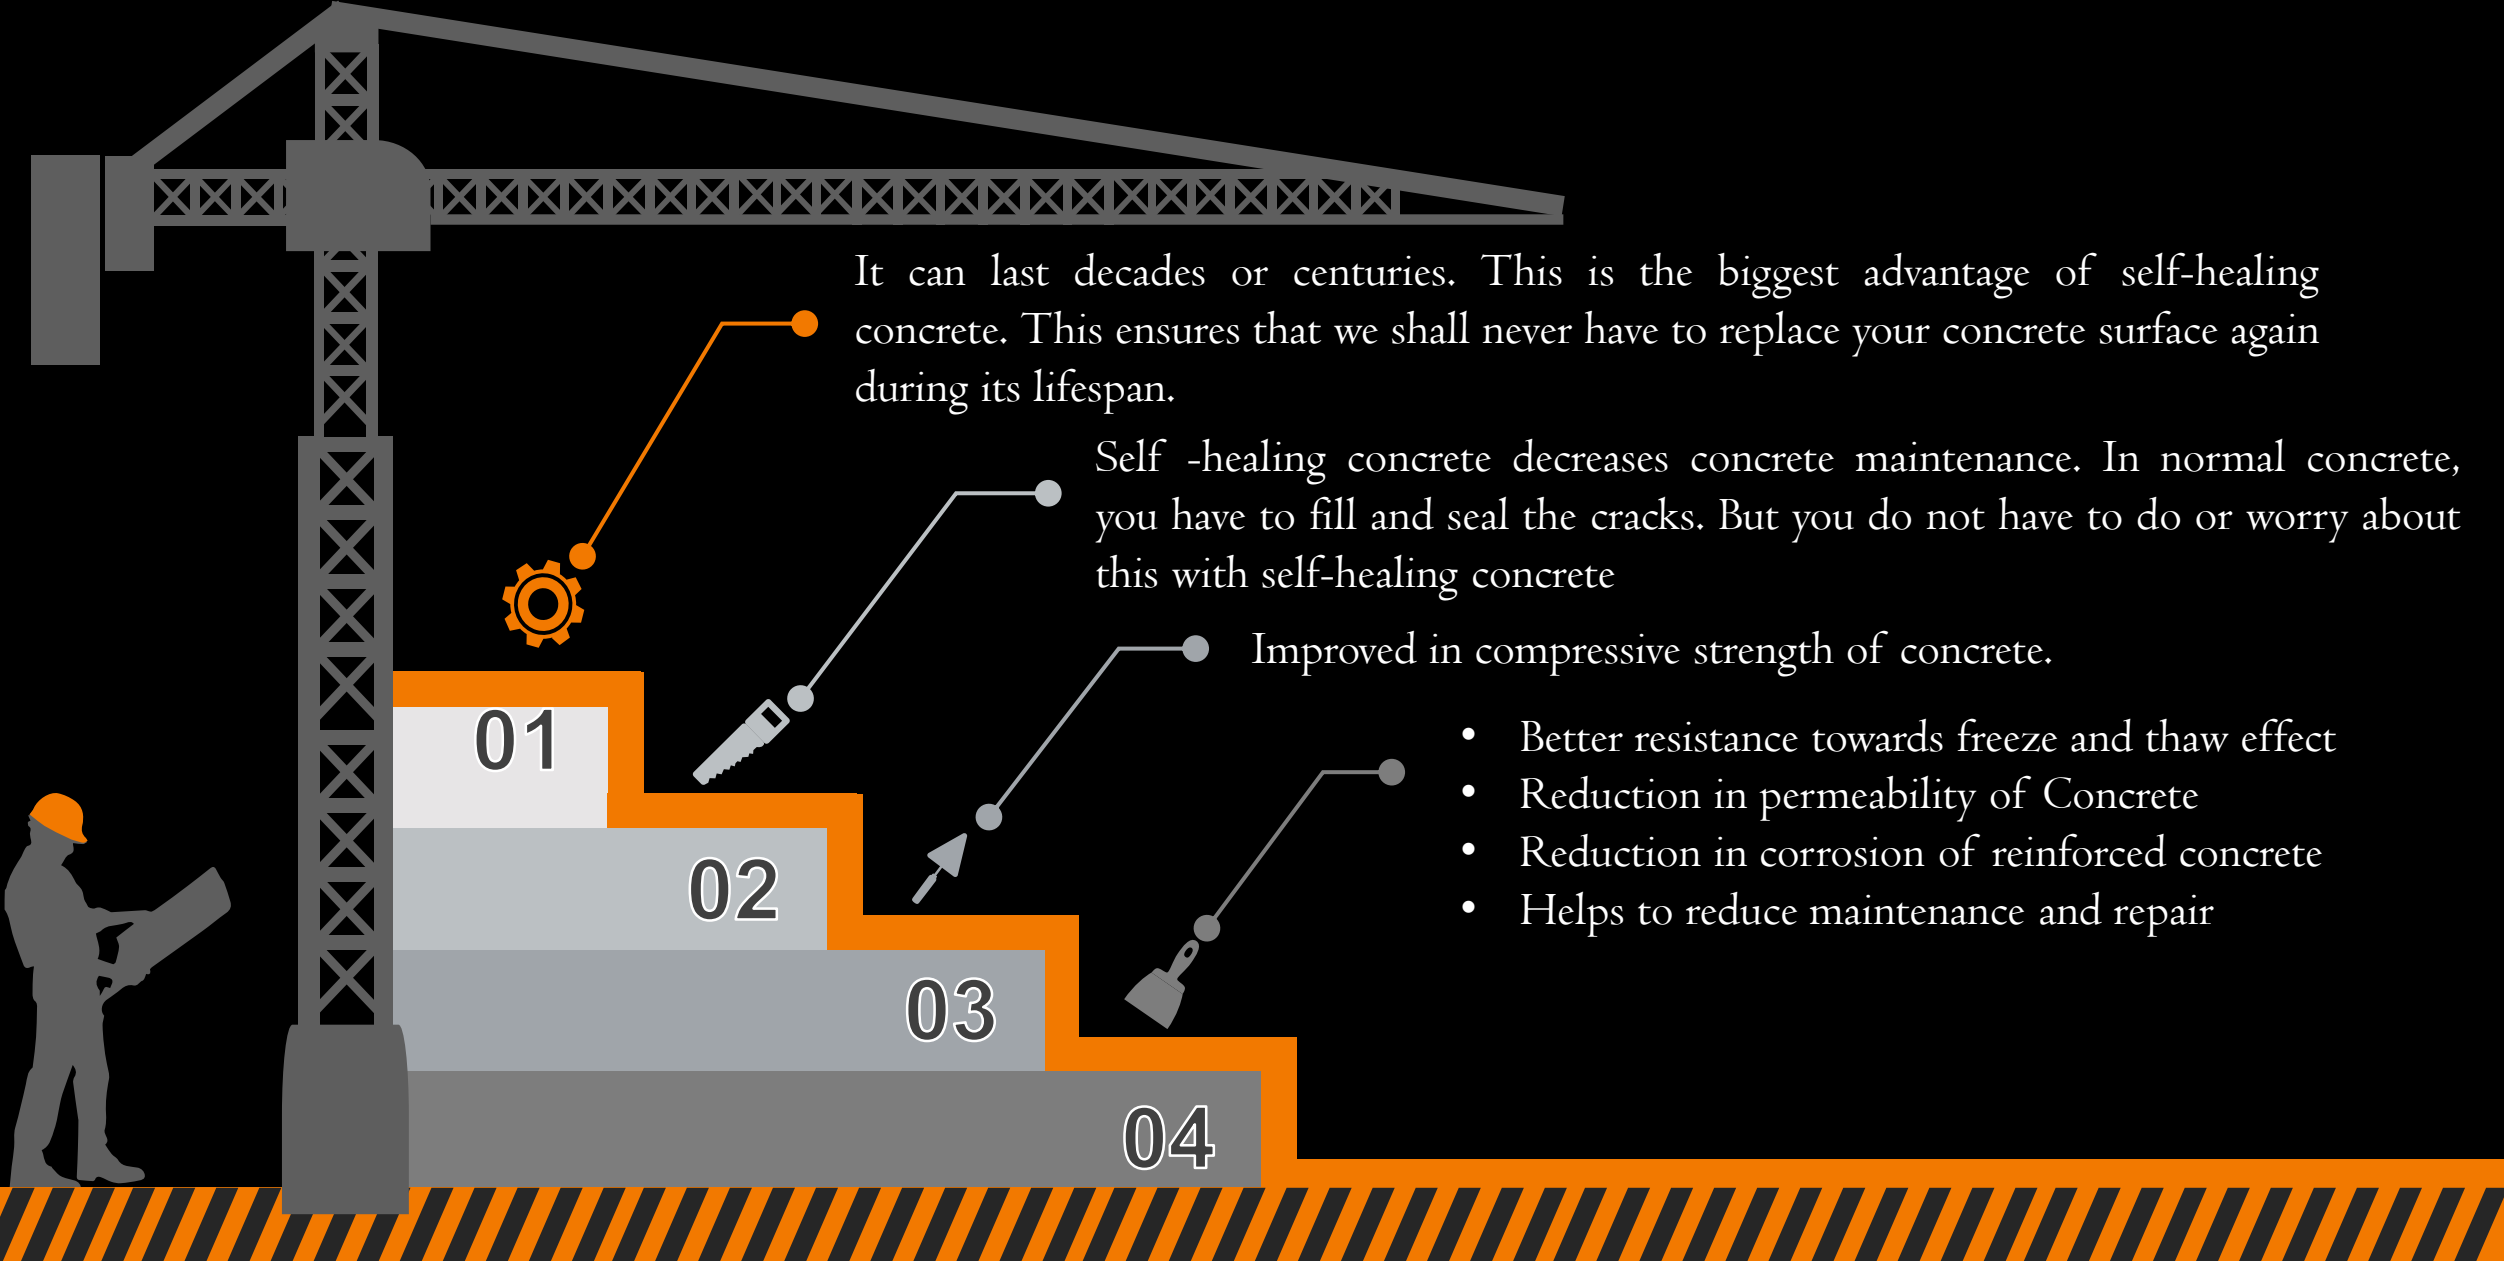 It can last decades or centuries. This is the biggest advantage of self-healing
concrete. This ensures that we shall never have to replace your concrete surface again
during its lifespan.
Self -healing concrete decreases concrete maintenance. In normal concrete,
you have to fill and seal the cracks. But you do not have to do or worry about
this with self-healing concrete
Improved in compressive strength of concrete.
• Better resistance towards freeze and thaw effect
• Reduction in permeability of Concrete
• Reduction in corrosion of reinforced concrete
• Helps to reduce maintenance and repair
01
02
03
04